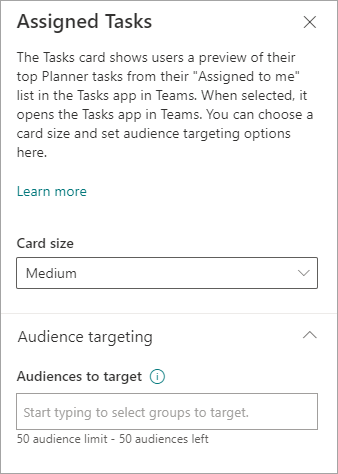 Assigned Tasks
The Tasks card shows users a preview of their
top Planner tasks from their "Assigned to me"
list in the Tasks app in Teams. When selected, it
opens the Tasks app in Teams. You can choose a
card size and set audience targeting options
here.
Learn more
Card size
Medium
Audience targeting
Audiences to target
Start typing to select groups to target.
50 audience limit - 50 audiences left